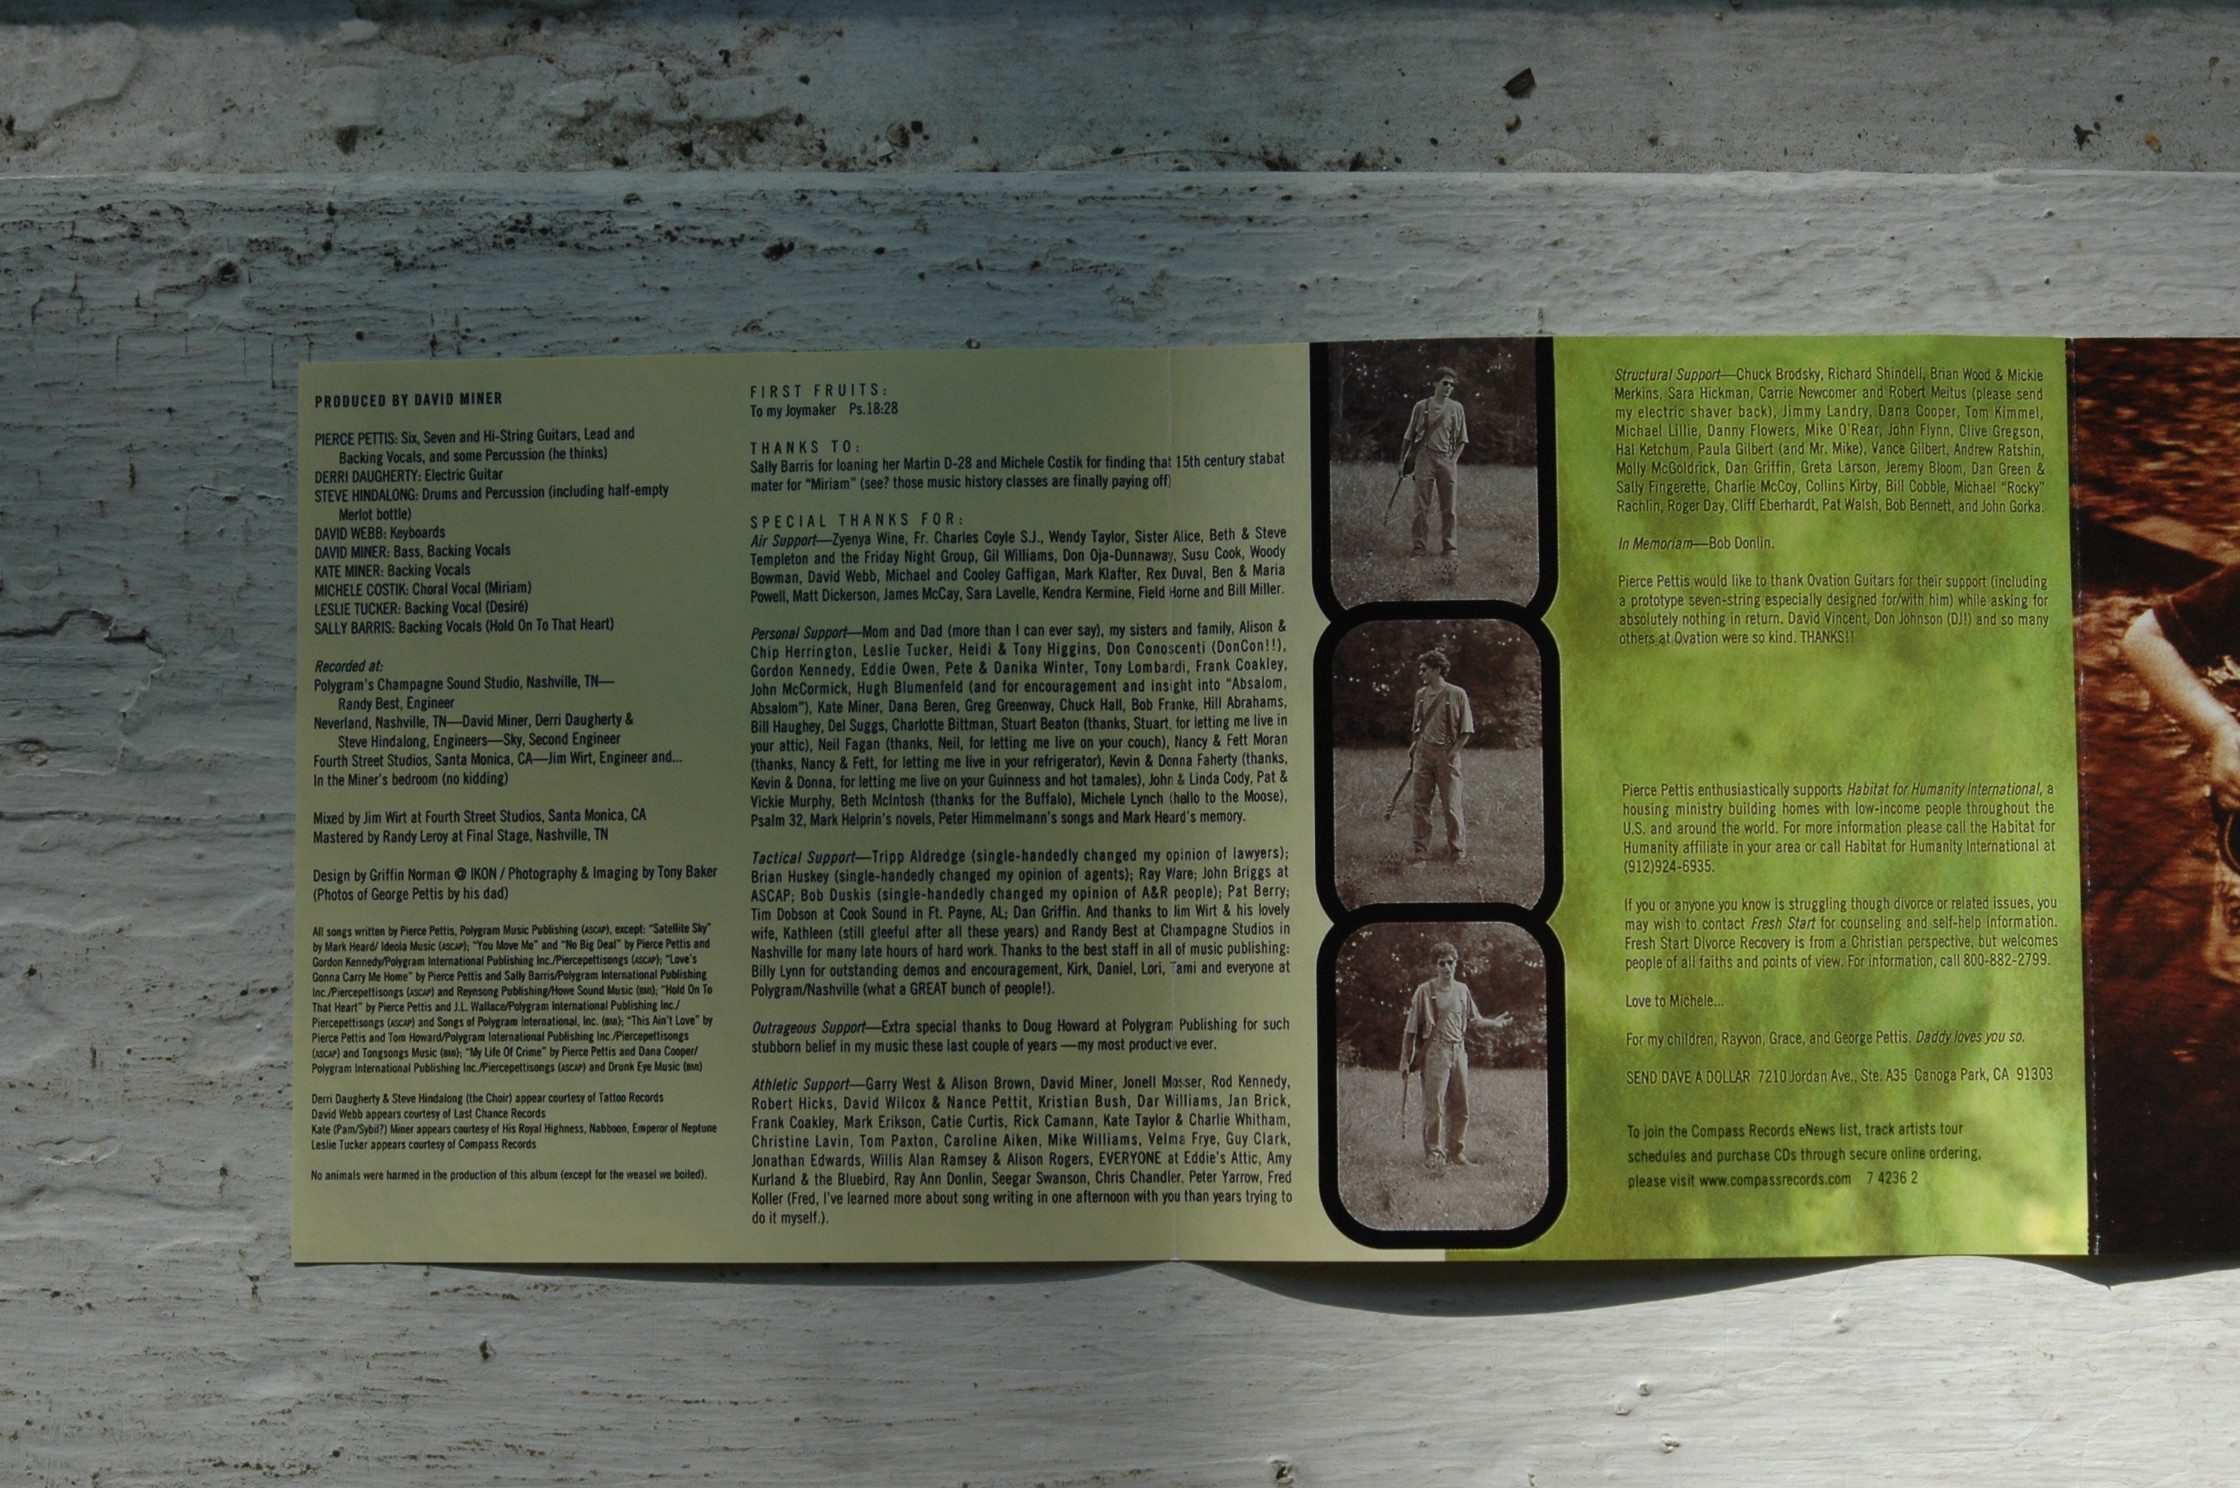 PRODUCED BY DAVID MINER
PIERCE PETTIS: Six, Seven and Hi-String Guitars, Lead and
Backing Vocals, and some Percussion (he thinks)
DERRI DAUGHERTY: Electric Guitar
STEVE HINDALONG: Drums and Percussion (including half-empty
Merlot bottle)
DAVID WEBB: Keyboards
DAVID MINER: Bass, Backing Vocals
KATE MINER: Backing Vocals
MICHELE COSTIK: Choral Vocal (Miriam)
LESLIE TUCKER: Backing Vocal (Desiré)
SALLY BARRIS: Backing Vocals (Hold On To That Heart)
Recorded at:
Polygram's Champagne Sound Studio, Nashville, TN—
Randy Best, Engineer
Neverland, Nashville, TN—David Miner, Derri Daugherty &
Steve Hindalong, Engineers—Sky, Second Engineer
Fourth Street Studios, Santa Monica, CA—Jim Wirt, Engineer and...
In the Miner's bedroom (no kidding)
Mixed by Jim Wirt at Fourth Street Studios, Santa Monica, CA
Mastered by Randy Leroy at Final Stage, Nashville, TN
Design by Griffin Norman @ IKON / Photography & Imaging by Tony Baker
(Photos of George Pettis by his dad)
All songs written by Pierce Pettis, Polygram Music Publishing (ASCAP), except: "Satellite Sky"
by Mark Heard/ Ideola Music (ASCAP); "You Move Me" and "No Big Deal" by Pierce Pettis and
Gordon Kennedy/Polygram International Publishing Inc./Piercepettisongs (ASCAP); "Love's
Gonna Carry Me Home" by Pierce Pettis and Sally Barris/Polygram International Publishing
Inc./Piercepettisongs (ASCAP) and Reynsong Publishing/Howe Sound Music (BMI); "Hold On To
That Heart" by Pierce Pettis and J.L. Wallace/Polygram International Publishing Inc./
Piercepettisongs (ASCAP) and Songs of Polygram International, Inc. (BMI); "This Ain't Love" by
Pierce Pettis and Tom Howard/Polygram International Publishing Inc./Piercepettisongs
(ASCAP) and Tongsongs Music (BMI); "My Life Of Crime" by Pierce Pettis and Dana Cooper/
Polygram International Publishing Inc./Piercepettisongs (ASCAP) and Drunk Eye Music (BMI)
Derri Daugherty & Steve Hindalong (the Choir) appear courtesy of Tattoo Records
David Webb appears courtesy of Last Chance Records
Kate (Pam/Sybil?) Miner appears courtesy of His Royal Highness, Nabboon, Emperor of Neptune
Leslie Tucker appears courtesy of Compass Records
No animals were harmed in the production of this album (except for the weasel we boiled).
FIRST FRUITS:
To my Joymaker Ps.18:28
THANKS TO:
Sally Barris for loaning her Martin D-28 and Michele Costik for finding that 15th century stabat
mater for "Miriam" (see? those music history classes are finally paying off)
SPECIAL THANKS FOR:
Air Support—Zyenya Wine, Fr. Charles Coyle S.J., Wendy Taylor, Sister Alice, Beth & Steve
Templeton and the Friday Night Group, Gil Williams, Don Oja-Dunnaway, Susu Cook, Woody
Bowman, David Webb, Michael and Cooley Gaffigan, Mark Klafter, Rex Duval, Ben & Maria
Powell, Matt Dickerson, James McCay, Sara Lavelle, Kendra Kermine, Field Horne and Bill Miller.
Personal Support—Mom and Dad (more than I can ever say), my sisters and family, Alison &
Chip Herrington, Leslie Tucker, Heidi & Tony Higgins, Don Conoscenti (DonCon!!),
Gordon Kennedy, Eddie Owen, Pete & Danika Winter, Tony Lombardi, Frank Coakley,
John McCormick, Hugh Blumenfeld (and for encouragement and insight into "Absalom,
Absalom"), Kate Miner, Dana Beren, Greg Greenway, Chuck Hall, Bob Franke, Hill Abrahams,
Bill Haughey, Del Suggs, Charlotte Bittman, Stuart Beaton (thanks, Stuart, for letting me live in
your attic), Neil Fagan (thanks, Neil, for letting me live on your couch), Nancy & Fett Moran
(thanks, Nancy & Fett, for letting me live in your refrigerator), Kevin & Donna Faherty (thanks,
Kevin & Donna, for letting me live on your Guinness and hot tamales), John & Linda Cody, Pat &
Vickie Murphy, Beth McIntosh (thanks for the Buffalo), Michele Lynch (hello to the Moose),
Psalm 32, Mark Helprin's novels, Peter Himmelmann's songs and Mark Heard's memory.
Tactical Support—Tripp Aldredge (single-handedly changed my opinion of lawyers);
Brian Huskey (single-handedly changed my opinion of agents); Ray Ware; John Briggs at
ASCAP; Bob Duskis (single-handedly changed my opinion of A&R people); Pat Berry;
Tim Dobson at Cook Sound in Ft. Payne, AL; Dan Griffin. And thanks to Jim Wirt & his lovely
wife, Kathleen (still gleeful after all these years) and Randy Best at Champagne Studios in
Nashville for many late hours of hard work. Thanks to the best staff in all of music publishing:
Billy Lynn for outstanding demos and encouragement, Kirk, Daniel, Lori, Tami and everyone at
Polygram/Nashville (what a GREAT bunch of people!).
Outrageous Support—Extra special thanks to Doug Howard at Polygram Publishing for such
stubborn belief in my music these last couple of years —my most productive ever.
Athletic Support—Garry West & Alison Brown, David Miner, Jonell Mosser, Rod Kennedy,
Robert Hicks, David Wilcox & Nance Pettit, Kristian Bush, Dar Williams, Jan Brick,
Frank Coakley, Mark Erikson, Catie Curtis, Rick Camann, Kate Taylor & Charlie Whitham,
Christine Lavin, Tom Paxton, Caroline Aiken, Mike Williams, Velma Frye, Guy Clark,
Jonathan Edwards, Willis Alan Ramsey & Alison Rogers, EVERYONE at Eddie's Attic, Amy
Kurland & the Bluebird, Ray Ann Donlin, Seegar Swanson, Chris Chandler, Peter Yarrow, Fred
Koller (Fred, I've learned more about song writing in one afternoon with you than years trying to
do it myself.).
Structural Support—Chuck Brodsky, Richard Shindell, Brian Wood & Mickie
Merkins, Sara Hickman, Carrie Newcomer and Robert Meitus (please send
my electric shaver back), Jimmy Landry, Dana Cooper, Tom Kimmel,
Michael Lillie, Danny Flowers, Mike O'Rear, John Flynn, Clive Gregson,
Hal Ketchum, Paula Gilbert (and Mr. Mike), Vance Gilbert, Andrew Ratshin,
Molly McGoldrick, Dan Griffin, Greta Larson, Jeremy Bloom, Dan Green &
Sally Fingerette, Charlie McCoy, Collins Kirby, Bill Cobble, Michael "Rocky"
Rachlin, Roger Day, Cliff Eberhardt, Pat Walsh, Bob Bennett, and John Gorka.
In Memoriam—Bob Donlin.
Pierce Pettis would like to thank Ovation Guitars for their support (including
a prototype seven-string especially designed for/with him) while asking for
absolutely nothing in return. David Vincent, Don Johnson (DJ!) and so many
others at Ovation were so kind. THANKS!!
Pierce Pettis enthusiastically supports Habitat for Humanity International, a
housing ministry building homes with low-income people throughout the
U.S. and around the world. For more information please call the Habitat for
Humanity affiliate in your area or call Habitat for Humanity International at
(912)924-6935.
If you or anyone you know is struggling though divorce or related issues, you
may wish to contact Fresh Start for counseling and self-help information.
Fresh Start Divorce Recovery is from a Christian perspective, but welcomes
people of all faiths and points of view. For information, call 800-882-2799.
Love to Michele...
For my children, Rayvon, Grace, and George Pettis. Daddy loves you so.
SEND DAVE A DOLLAR 7210 Jordan Ave., Ste. A35 Canoga Park, CA 91303
To join the Compass Records eNews list, track artists tour
schedules and purchase CDs through secure online ordering,
please visit www.compassrecords.com 7 4236 2